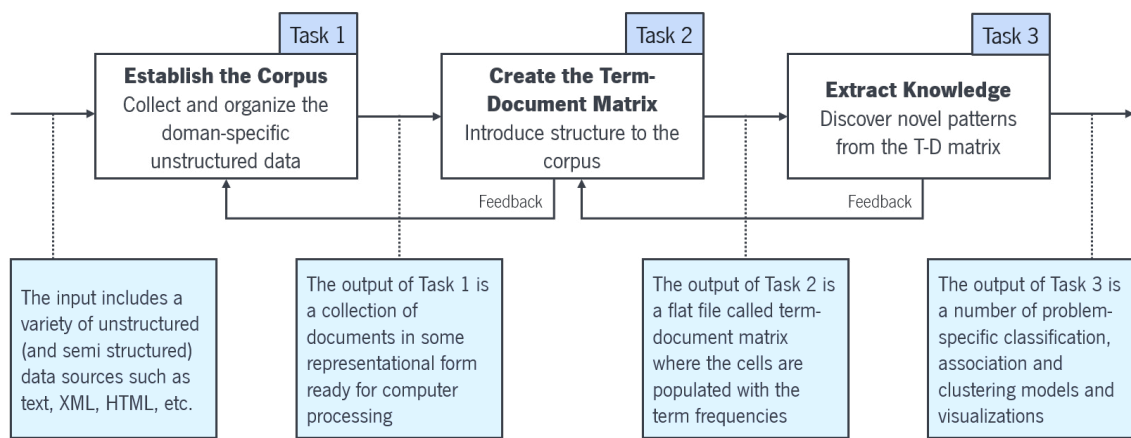 Task 1
Establish the Corpus
Collect and organize the
doman-specific
unstructured data
Task 2
Create the Term-
Document Matrix
Introduce structure to the
corpus
Task 3
Extract Knowledge
Discover novel patterns
from the T-D matrix
Feedback
Feedback
The input includes a
variety of unstructured
(and semi structured)
data sources such as
text, XML, HTML, etc.
The output of Task 1 is
a collection of
documents in some
representational form
ready for computer
processing
The output of Task 2 is
a flat file called term-
document matrix
where the cells are
populated with the
term frequencies
The output of Task 3 is
a number of problem-
specific classification,
association and
clustering models and
visualizations